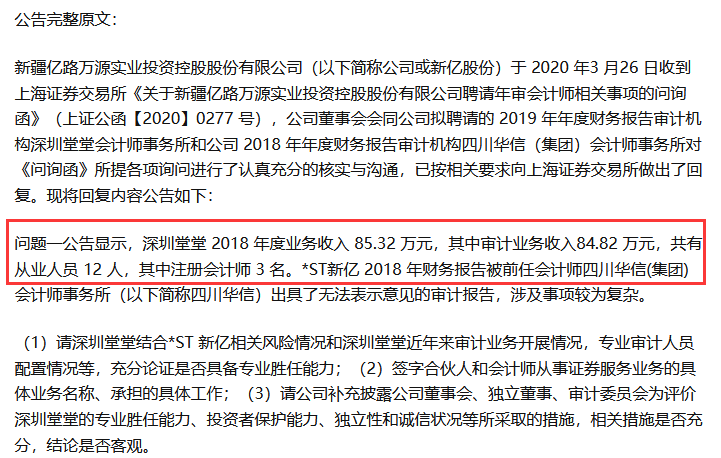 公告完整原文：
新疆亿路万源实业投资控股股份有限公司（以下简称公司或新亿股份）于 2020 年3 月26 日收到
上海证券交易所《关于新疆亿路万源实业投资控股股份有限公司聘请年审会计师相关事项的问询
函》（上证公函【2020】0277 号），公司董事会会同公司拟聘请的 2019 年年度财务报告审计机
构深圳堂堂会计师事务所和公司 2018 年年度财务报告审计机构四川华信（集团）会计师事务所对
《问询函》所提各项询问进行了认真充分的核实与沟通，已按相关要求向上海证券交易所做出了回
复。现将回复内容公告如下：
问题一公告显示，深圳堂堂 2018 年度业务收入 85.32 万元，其中审计业务收入84.82 万元，共有
从业人员 12 人，其中注册会计师 3 名。*ST新亿 2018 年财务报告被前任会计师四川华信(集团)
会计师事务所（以下简称四川华信）出具了无法表示意见的审计报告，涉及事项较为复杂。
（1）请深圳堂堂结合*ST 新亿相关风险情况和深圳堂堂近年来审计业务开展情况，专业审计人员
配置情况等，充分论证是否具备专业胜任能力；（2）签字合伙人和会计师从事证券服务业务的具
体业务名称、承担的具体工作；（3）请公司补充披露公司董事会、独立董事、审计委员会为评价
深圳堂堂的专业胜任能力、投资者保护能力、独立性和诚信状况等所采取的措施，相关措施是否充
分，结论是否客观。